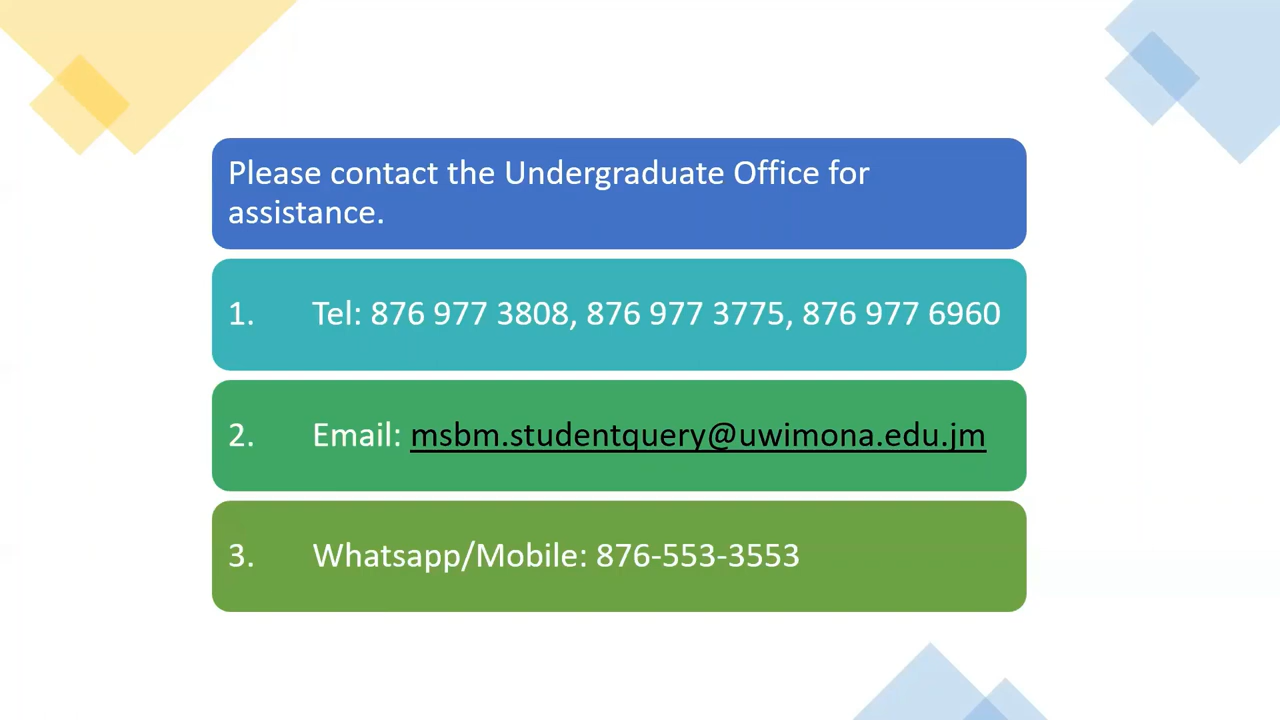 Please contact the Undergraduate Office for
assistance.
1. Tel: 876 977 3808, 876 977 3775, 876 977 6960
2. Email: msbm.studentquery@uwimona.edu.jm
3. Whatsapp/Mobile: 876-553-3553